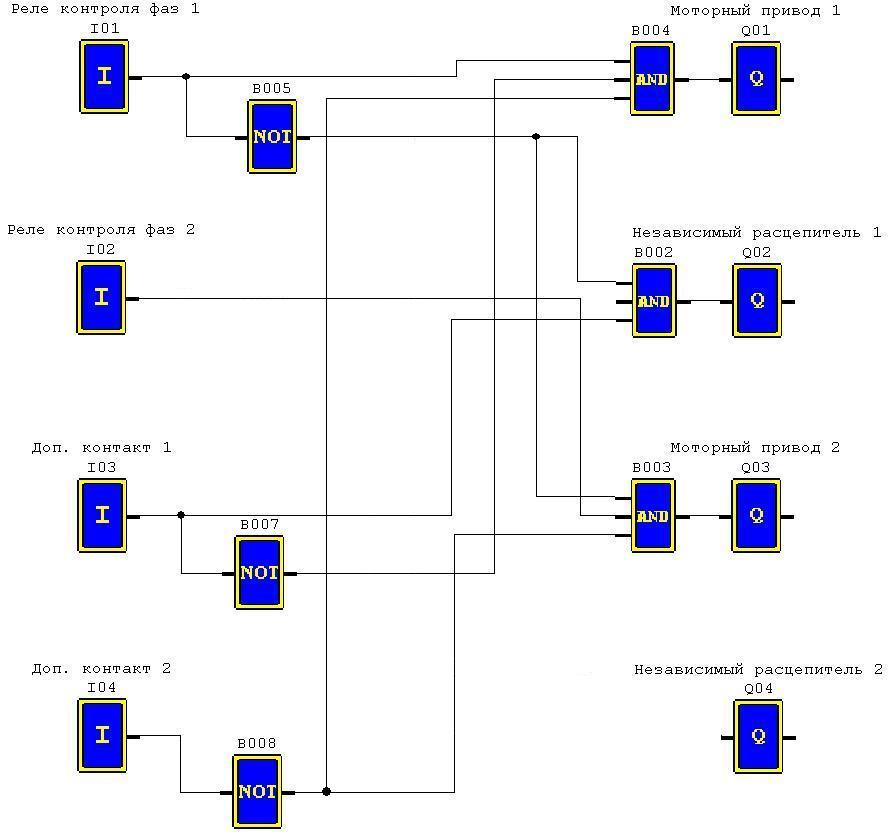 Реле контроля фаз 1
Моторный привод 1
I01
B004
Q01
I
AND
Q
B005
NOT
Реле контроля фаз 2
Независимый расцепитель 1
I02
B002
Q02
I
AND
Q
Доп. контакт 1
Моторный привод 2
I03
B003
Q03
I
AND
Q
B007
NOT
Доп. контакт 2
Независимый расцепитель 2
I04
Q04
I
Q
B008
NOT